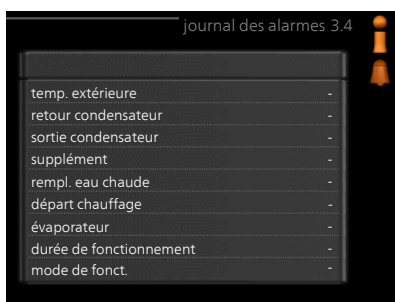 journal des alarmes 3.4
temp. extérieure -
retour condensateur -
sortie condensateur -
supplément -
rempl. eau chaude -
départ chauffage -
évaporateur -
durée de fonctionnement -
mode de fonct. -